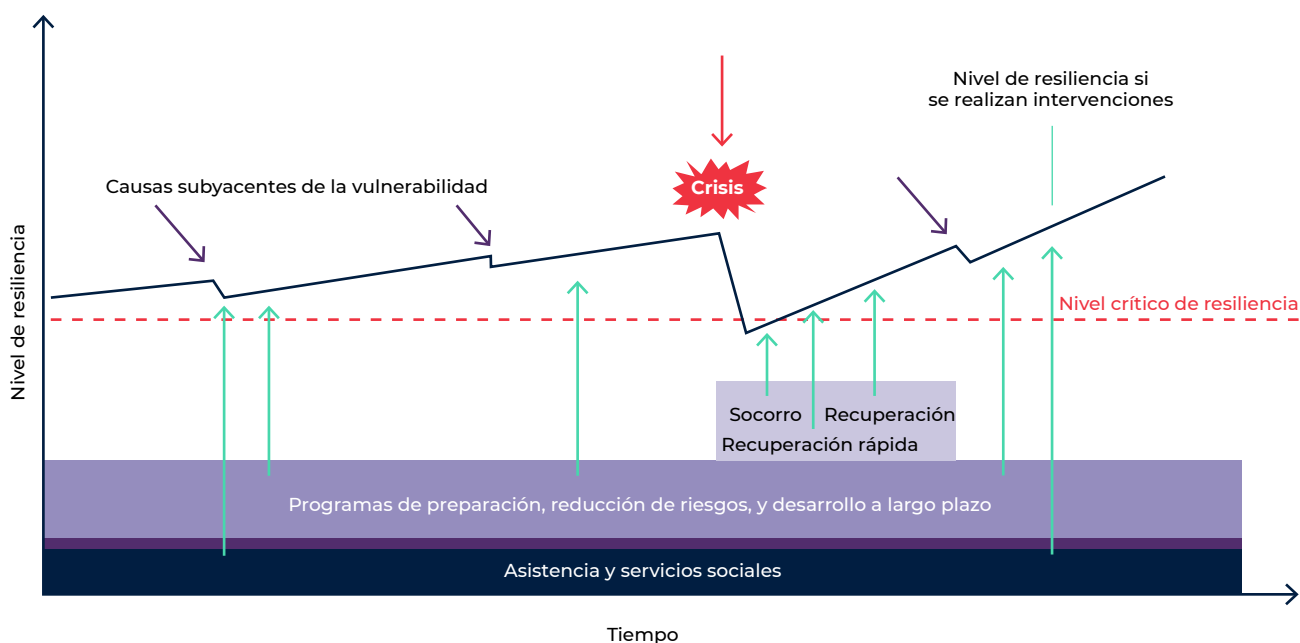 Nivel de resiliencia si
se realizan intervenciones
Causas subyacentes de la vulnerabilidad
Crisis
Nivel de resiliencia
Nivel crítico de resiliencia
Socorro
Recuperación
Recuperación rápida
Programas de preparación, reducción de riesgos, y desarrollo a largo plazo
Asistencia y servicios sociales
Tiempo